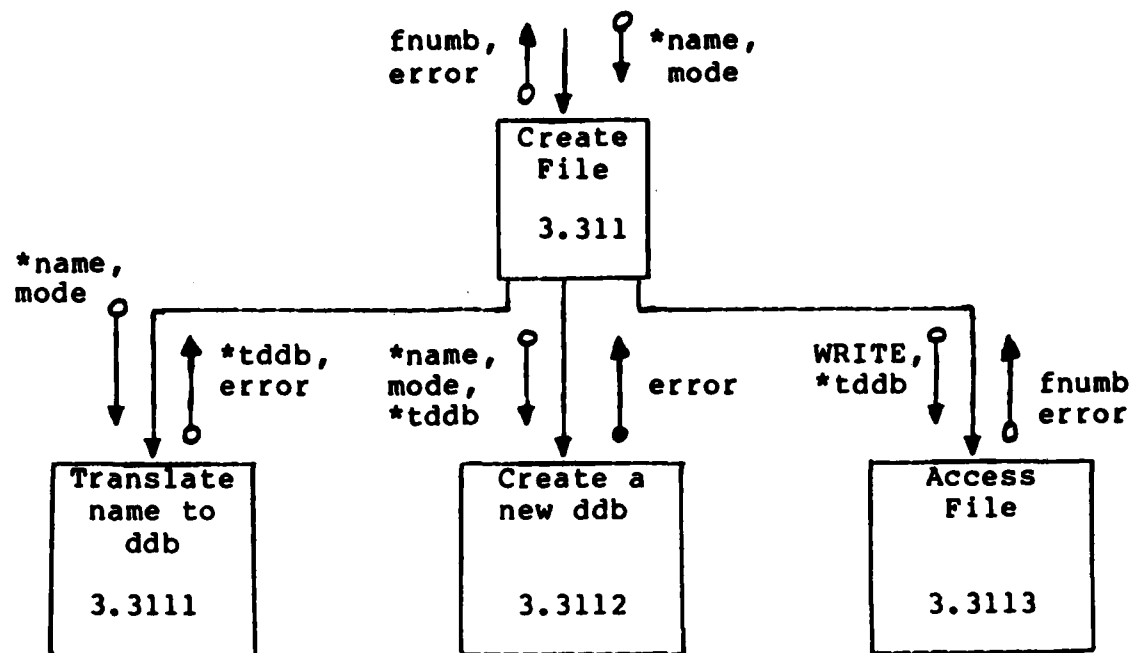 fnumb,
error
*name,
mode
Create
File
3.311
*name,
mode
*tddb,
error
*name,
mode,
*tddb
error
WRITE,
*tddb
fnumb
error
Translate
name to
ddb
3.3111
Create a
new ddb
3.3112
Access
File
3.3113